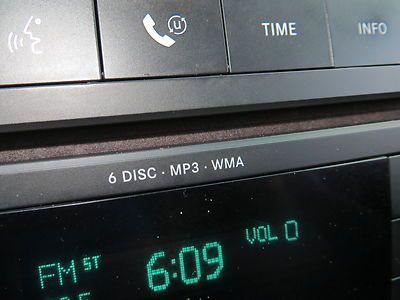 u TIME INFO
6 DISC · MP3 · WMA
FM ST 6:09 VOL 0